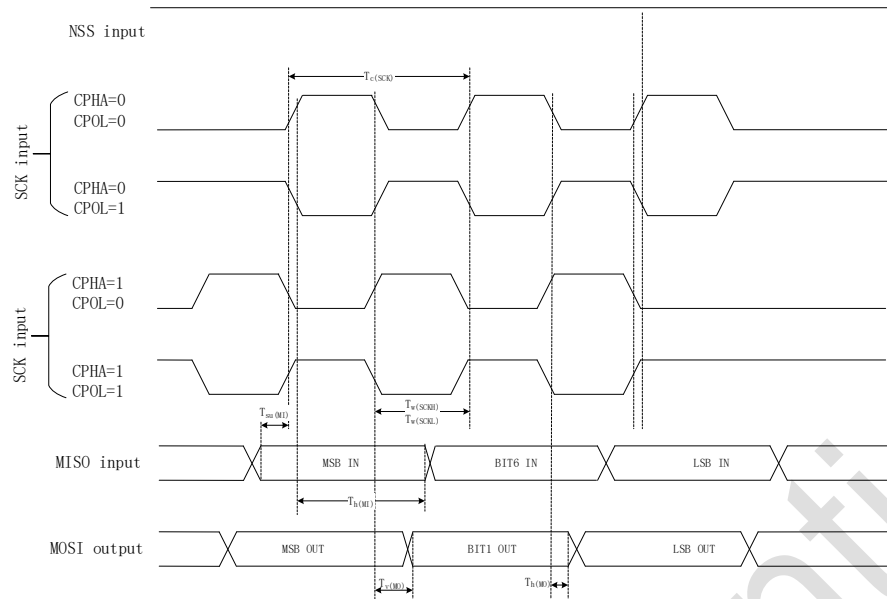 NSS input
Tc(SCK)
SCK input
CPHA=0
CPOL=0
CPHA=0
CPOL=1
SCK input
CPHA=1
CPOL=0
CPHA=1
CPOL=1
Tw(SCKH)
Tw(SCKL)
Tsu(MI)
MISO input
MSB IN
BIT6 IN
LSB IN
Th(MI)
MOSI output
MSB OUT
BIT1 OUT
LSB OUT
Tv(MO)
Th(MO)